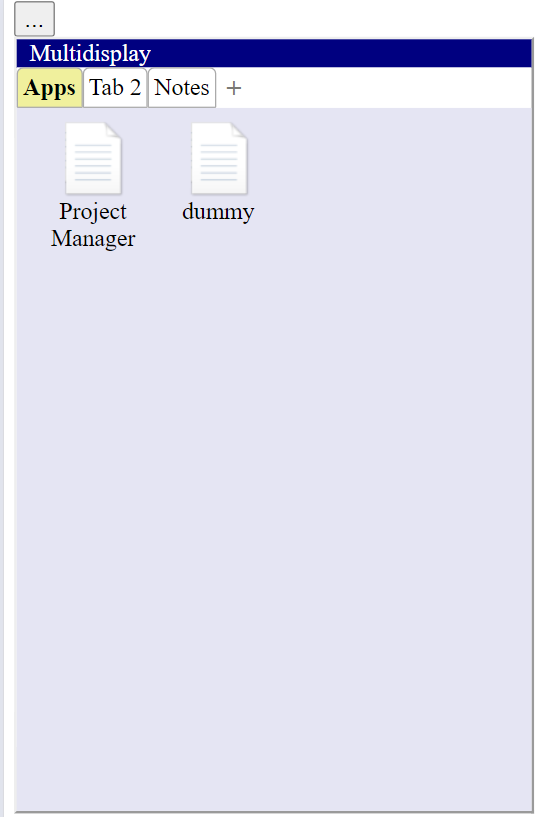 ...
Multidisplay
Apps Tab 2 Notes +
Project Manager dummy